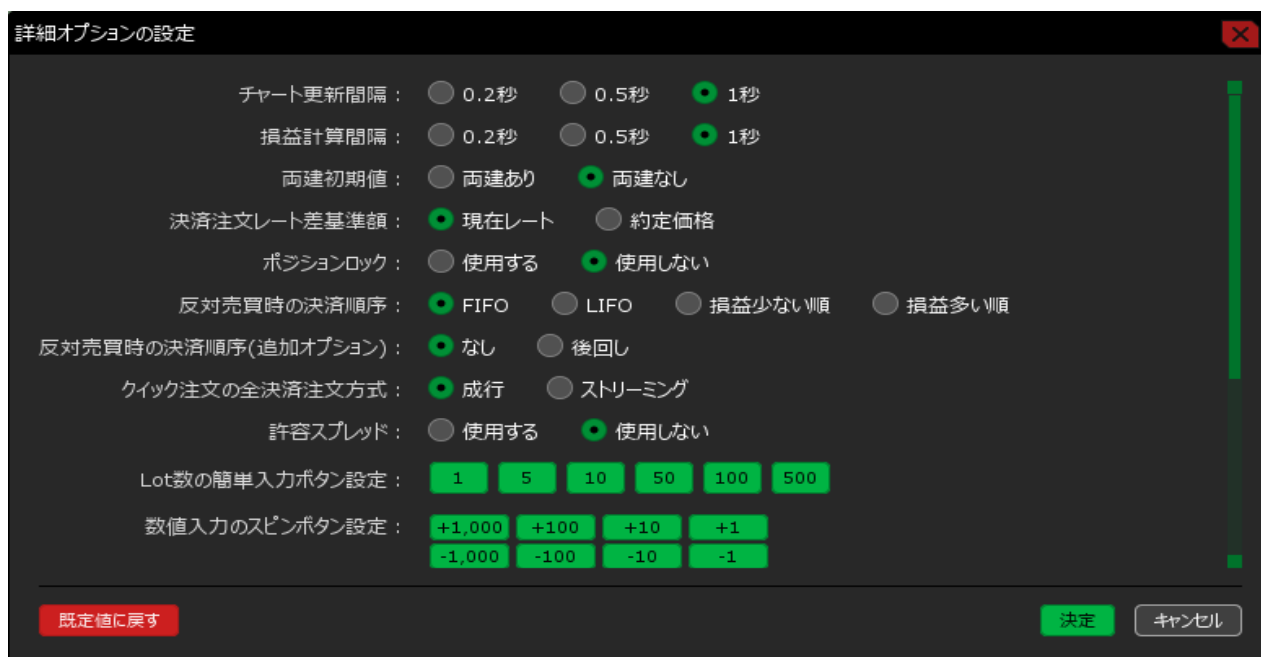 詳細オプションの設定
チャート更新間隔： 0.2秒 0.5秒 1秒
損益計算間隔： 0.2秒 0.5秒 1秒
両建初期値： 両建あり 両建なし
決済注文レート差基準額： 現在レート 約定価格
ポジションロック： 使用する 使用しない
反対売買時の決済順序： FIFO LIFO 損益少ない順 損益多い順
反対売買時の決済順序(追加オプション)： なし 後回し
クイック注文の全決済注文方式： 成行 ストリーミング
許容スプレッド： 使用する 使用しない
Lot数の簡単入力ボタン設定： 1 5 10 50 100 500
数値入力のスピンボタン設定： +1,000 +100 +10 +1
-1,000 -100 -10 -1
既定値に戻す 決定 キャンセル